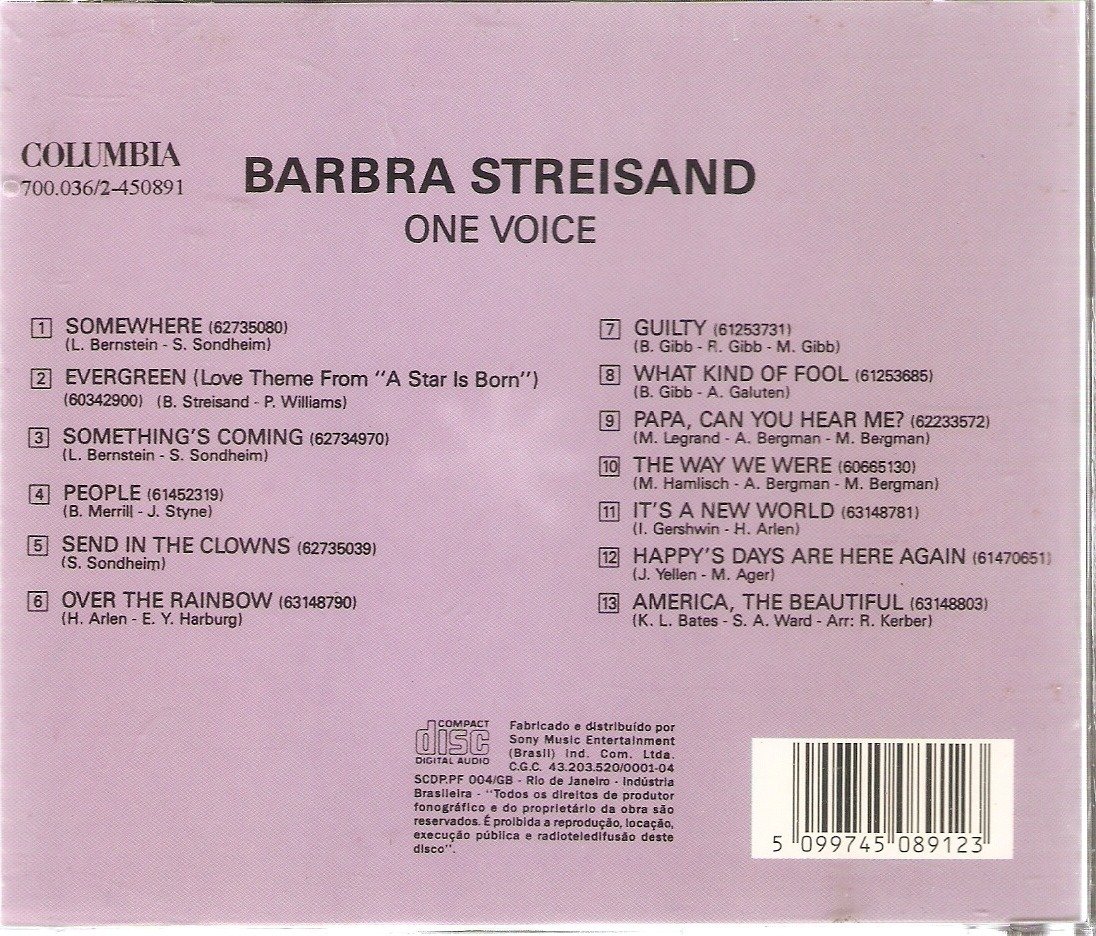 COLUMBIA
700.036/2-450891
BARBRA STREISAND
ONE VOICE
1 SOMEWHERE (62735080)
(L. Bernstein - S. Sondheim)
2 EVERGREEN (Love Theme From "A Star Is Born")
(60342900) (B. Streisand - P. Williams)
3 SOMETHING'S COMING (62734970)
(L. Bernstein - S. Sondheim)
4 PEOPLE (61452319)
(B. Merrill - J. Styne)
5 SEND IN THE CLOWNS (62735039)
(S. Sondheim)
6 OVER THE RAINBOW (63148790)
(H. Arlen - E. Y. Harburg)
7 GUILTY (61253731)
(B. Gibb - R. Gibb - M. Gibb)
8 WHAT KIND OF FOOL (61253685)
(B. Gibb - A. Galuten)
9 PAPA, CAN YOU HEAR ME? (62233572)
(M. Legrand - A. Bergman - M. Bergman)
10 THE WAY WE WERE (60665130)
(M. Hamlisch - A. Bergman - M. Bergman)
11 IT'S A NEW WORLD (63148781)
(I. Gershwin - H. Arlen)
12 HAPPY'S DAYS ARE HERE AGAIN (61470651)
(J. Yellen - M. Ager)
13 AMERICA, THE BEAUTIFUL (63148803)
(K. L. Bates - S. A. Ward - Arr: R. Kerber)
COMPACT
disc
DIGITAL AUDIO
Fabricado e distribuído por
Sony Music Entertainment
(Brasil) Ind. Com. Ltda.
C.G.C. 43.203.520/0001-04
SCDP.PF 004/GB - Rio de Janeiro - Indústria
Brasileira - "Todos os direitos de produtor
fonográfico e do proprietário da obra são
reservados. É proibida a reprodução, locação,
execução pública e radioteledifusão deste
disco".
5 099745 089123